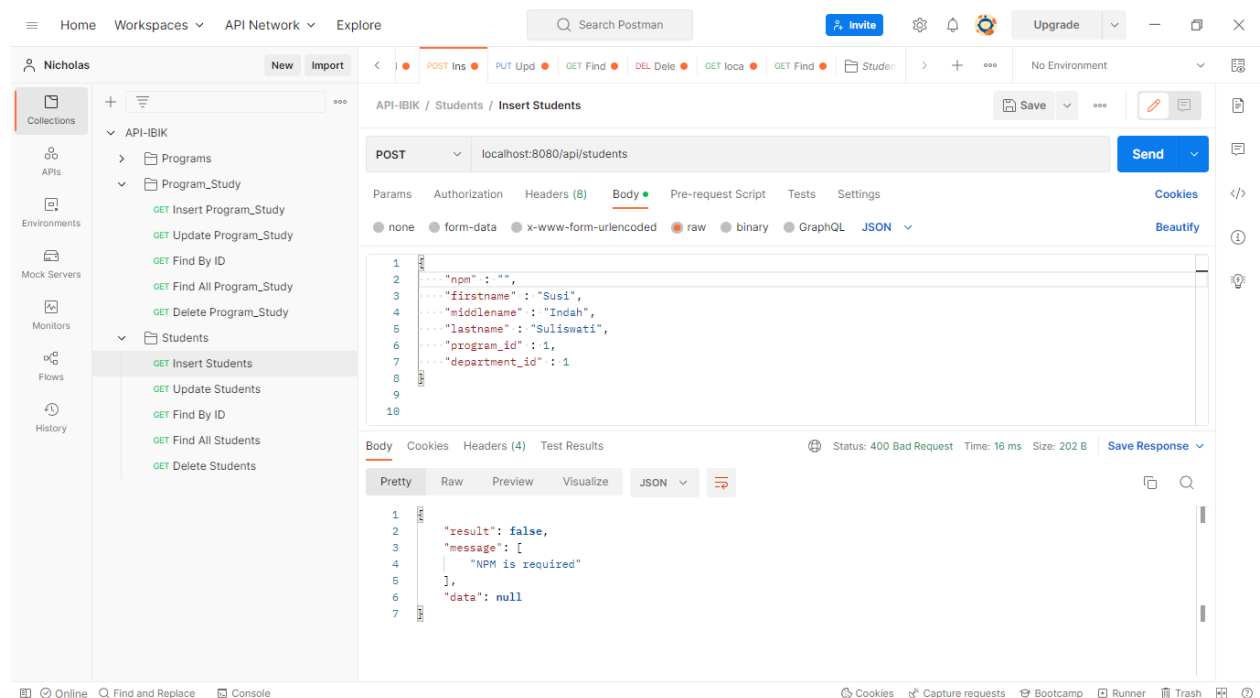 Home Workspaces API Network Explore Search Postman Invite Upgrade
Nicholas New Import POST Ins PUT Upd GET Find DEL Dele GET loca GET Find Studen No Environment
Collections
APIs
Environments
Mock Servers
Monitors
Flows
History
API-IBIK
Programs
Program_Study
GET Insert Program_Study
GET Update Program_Study
GET Find By ID
GET Find All Program_Study
GET Delete Program_Study
Students
GET Insert Students
GET Update Students
GET Find By ID
GET Find All Students
GET Delete Students
API-IBIK / Students / Insert Students Save
POST localhost:8080/api/students Send
Params Authorization Headers (8) Body Pre-request Script Tests Settings Cookies
none form-data x-www-form-urlencoded raw binary GraphQL JSON Beautify
1 {
2 "npm" : "",
3 "firstname" : "Susi",
4 "middlename" : "Indah",
5 "lastname" : "Suliswati",
6 "program_id" : 1,
7 "department_id" : 1
8 }
9
10
Body Cookies Headers (4) Test Results Status: 400 Bad Request Time: 16 ms Size: 202 B Save Response
Pretty Raw Preview Visualize JSON
1 {
2 "result": false,
3 "message": [
4 "NPM is required"
5 ],
6 "data": null
7 }
Online Find and Replace Console Cookies Capture requests Bootcamp Runner Trash